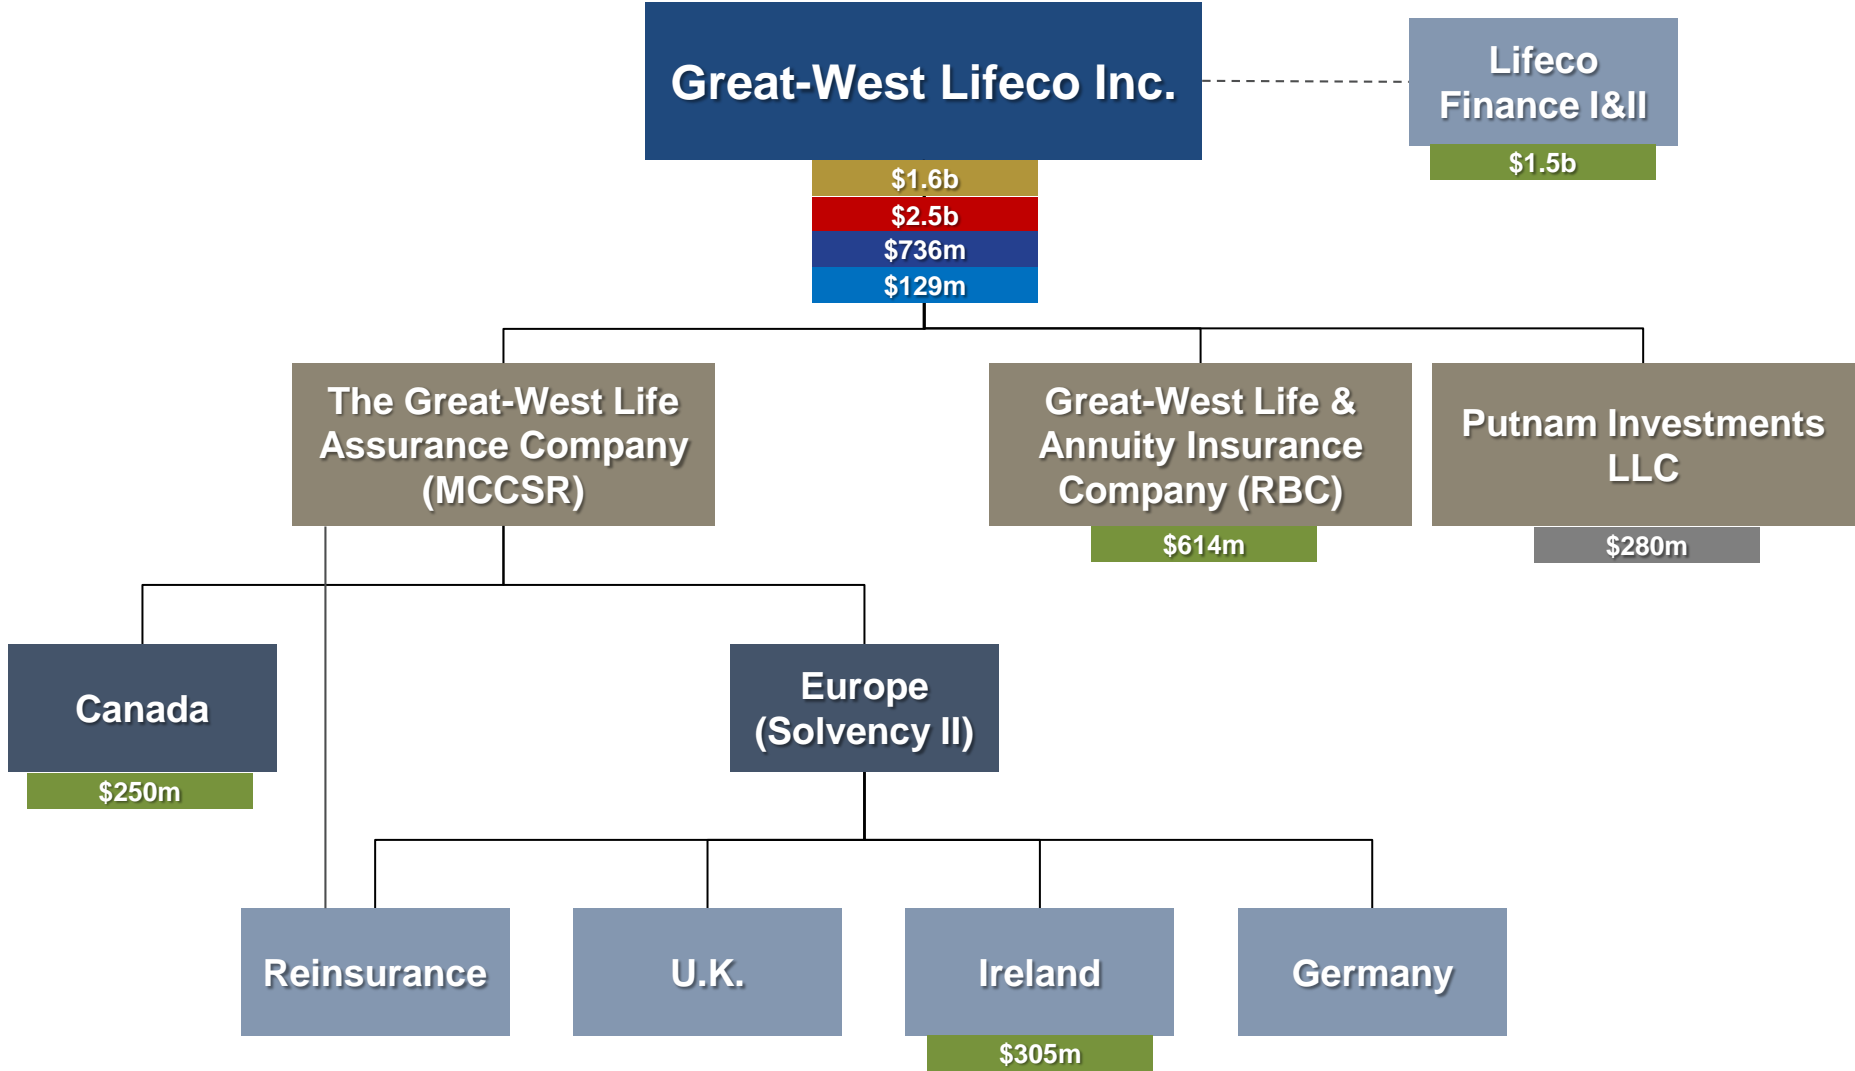 Great-West Lifeco Inc.
Lifeco
Finance I&II
$1.5b
$1.6b
$2.5b
$736m
$129m
The Great-West Life
Assurance Company
(MCCSR)
Great-West Life &
Annuity Insurance
Company (RBC)
$614m
Putnam Investments
LLC
$280m
Canada
$250m
Europe
(Solvency II)
Reinsurance
U.K.
Ireland
$305m
Germany